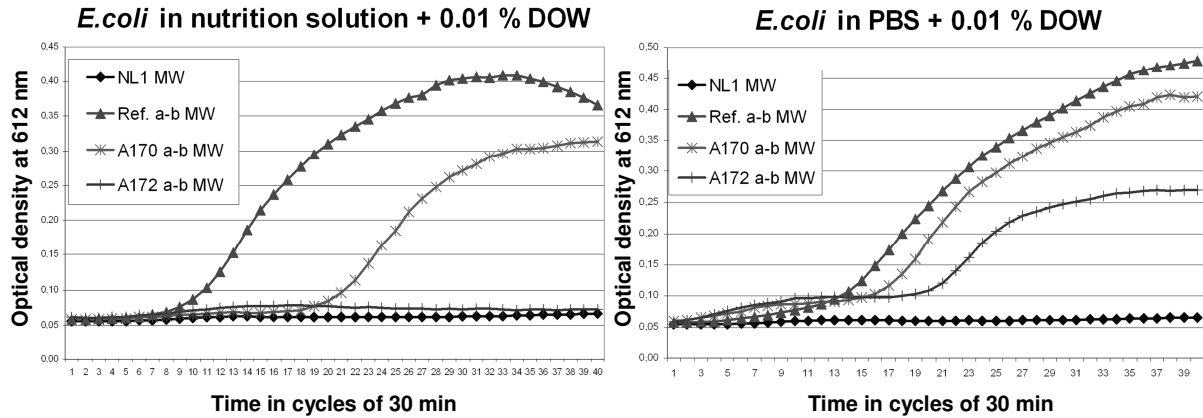 E.coli in nutrition solution + 0.01 % DOW
Optical density at 612 nm
0,45
0,40
0,35
0,30
0,25
0,20
0,15
0,10
0,05
0,00
NL1 MW
Ref. a-b MW
A170 a-b MW
A172 a-b MW
1 2 3 4 5 6 7 8 9 10 11 12 13 14 15 16 17 18 19 20 21 22 23 24 25 26 27 28 29 30 31 32 33 34 35 36 37 38 39 40
Time in cycles of 30 min
E.coli in PBS + 0.01 % DOW
Optical density at 612 nm
0,50
0,45
0,40
0,35
0,30
0,25
0,20
0,15
0,10
0,05
0,00
NL1 MW
Ref. a-b MW
A170 a-b MW
A172 a-b MW
1 3 5 7 9 11 13 15 17 19 21 23 25 27 29 31 33 35 37 39
Time in cycles of 30 min